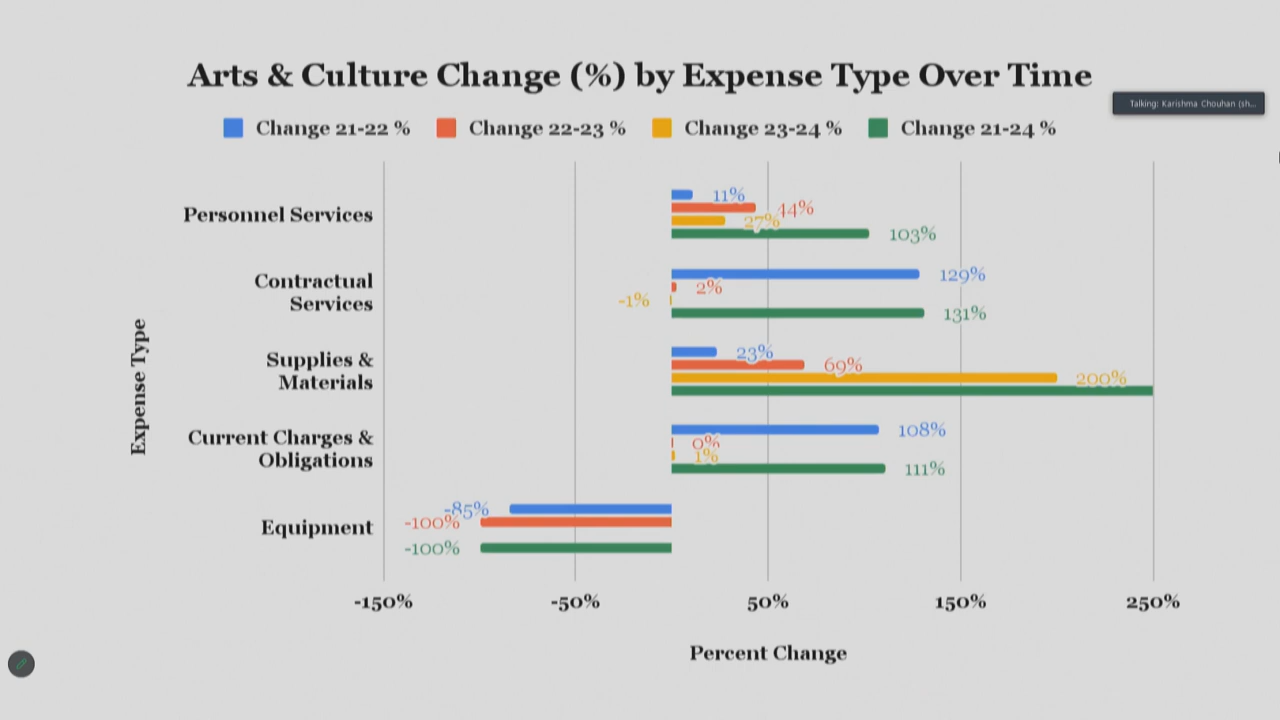 Arts & Culture Change (%) by Expense Type Over Time
Talking: Karishma Chouhan (sh...
Change 21-22 %
Change 22-23 %
Change 23-24 %
Change 21-24 %
Expense Type
Personnel Services
11%
44%
27%
103%
Contractual
Services
129%
2%
-1%
131%
Supplies &
Materials
23%
69%
200%
Current Charges &
Obligations
108%
0%
1%
111%
Equipment
-85%
-100%
-100%
-150%
-50%
50%
150%
250%
Percent Change